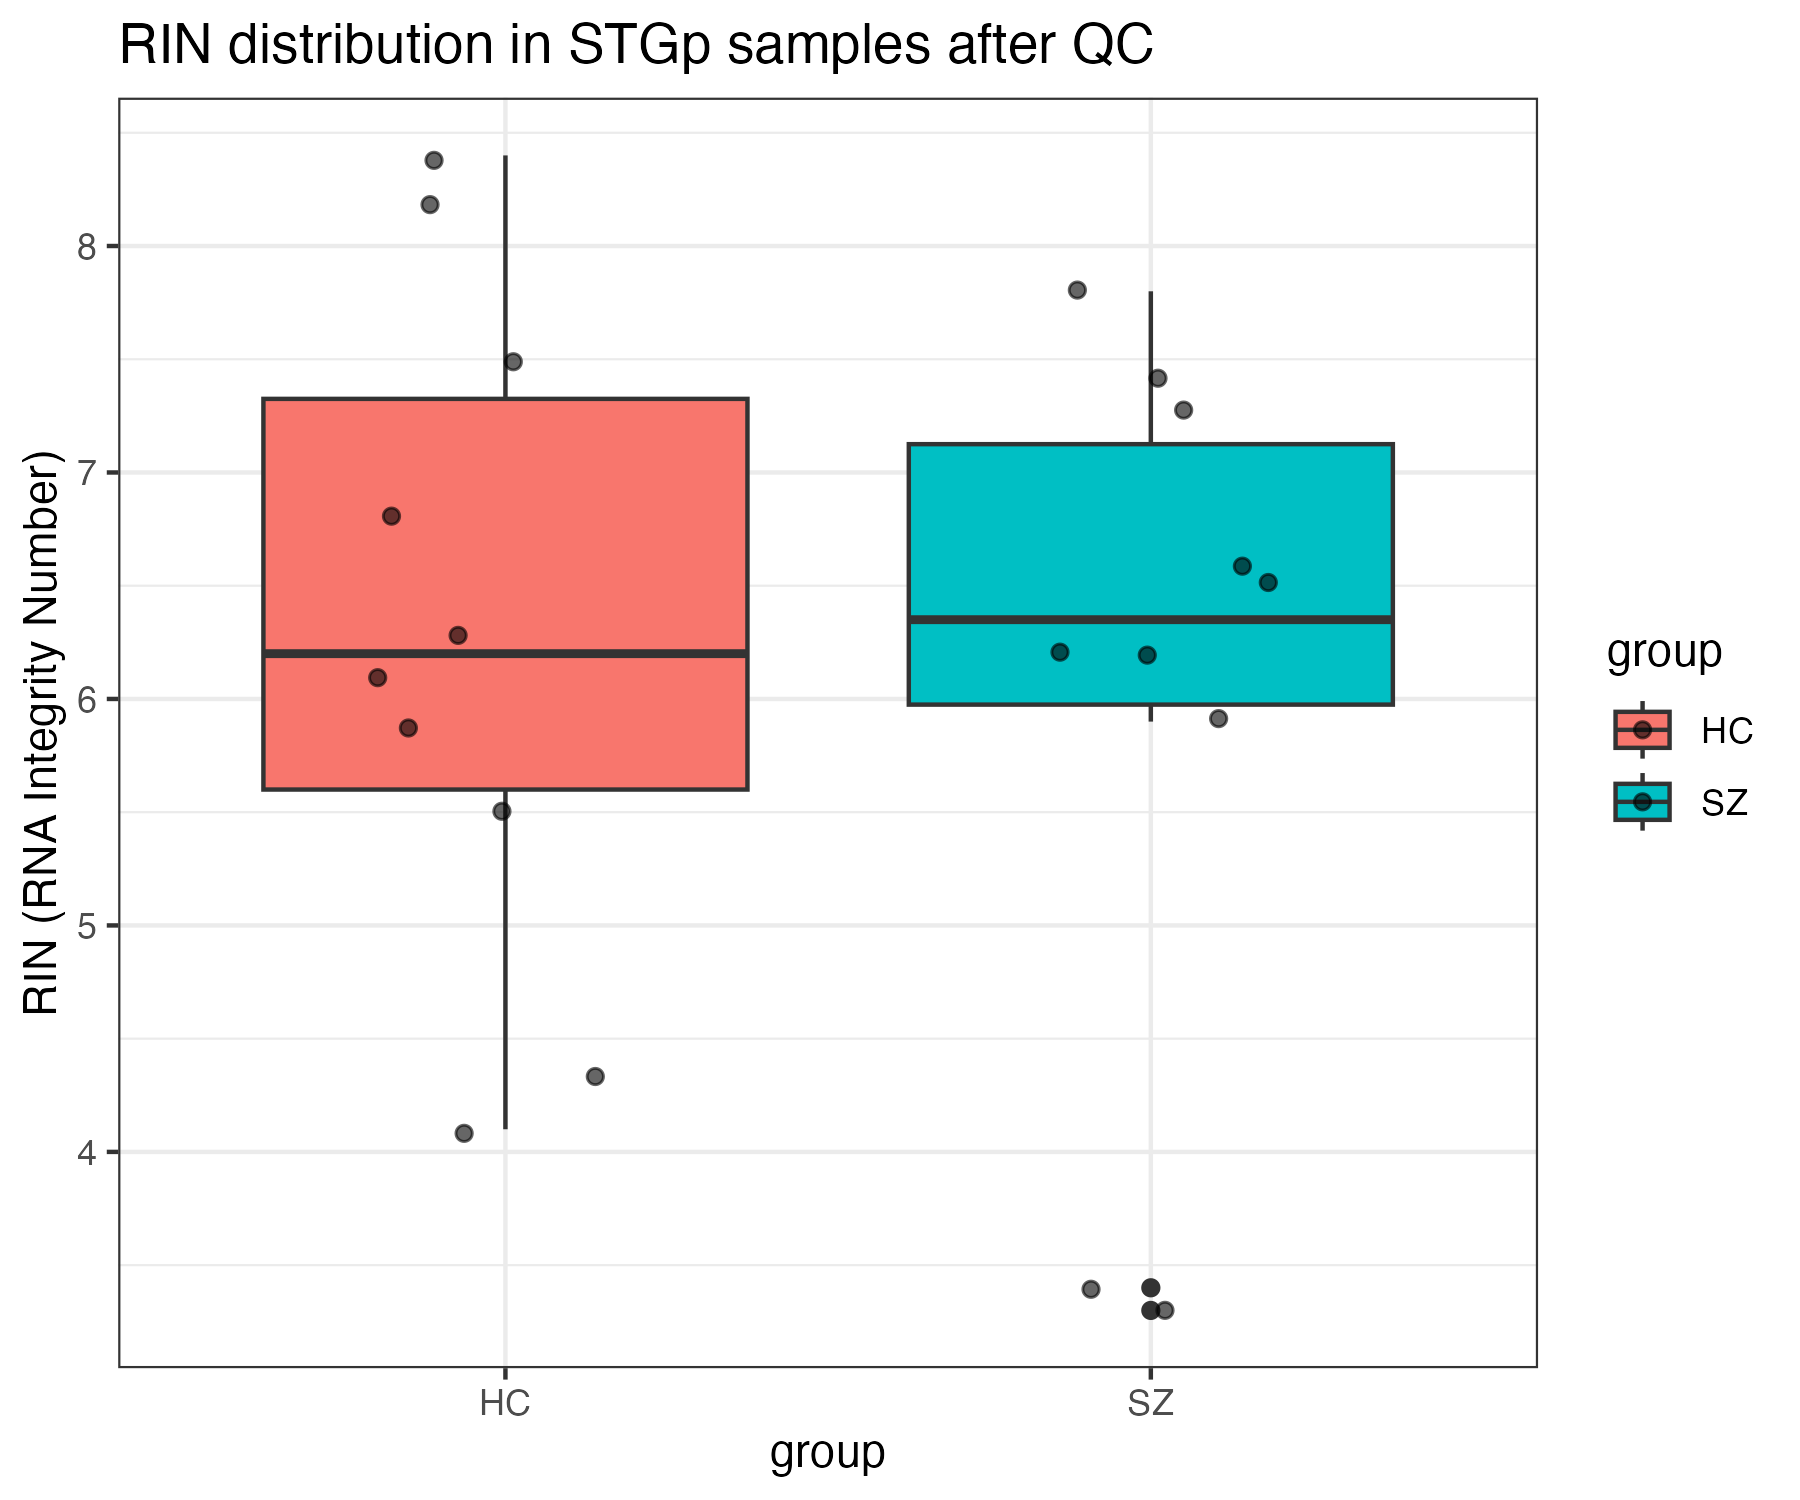 RIN distribution in STGp samples after QC
RIN (RNA Integrity Number)
8
7
6
5
4
HC
SZ
group
group
HC
SZ